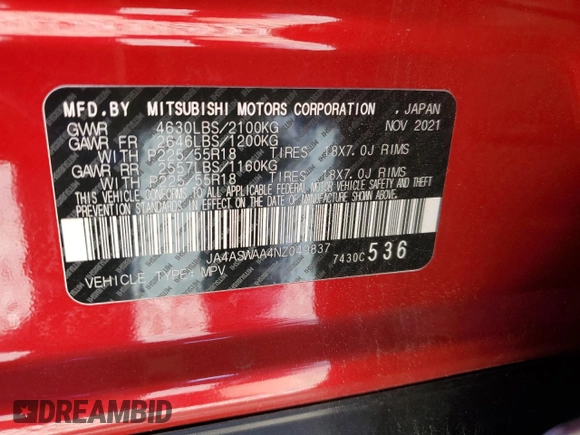 MFD.BY MITSUBISHI MOTORS CORPORATION , JAPAN
GVWR 4630LBS/2100KG NOV 2021
GAWR FR 2646LBS/1200KG
WITH P225/55R18 TIRES, 18X7.0J RIMS
GAWR RR 2557LBS/1160KG
WITH P225/55R18 TIRES, 18X7.0J RIMS
THIS VEHICLE CONFORMS TO ALL APPLICABLE FEDERAL MOTOR VEHICLE SAFETY AND THEFT
PREVENTION STANDARDS IN EFFECT ON THE DATE OF MANUFACTURE SHOWN ABOVE.
JA4ASWAA4NZ049837
7430C 536
VEHICLE TYPE: MPV
DREAMBID